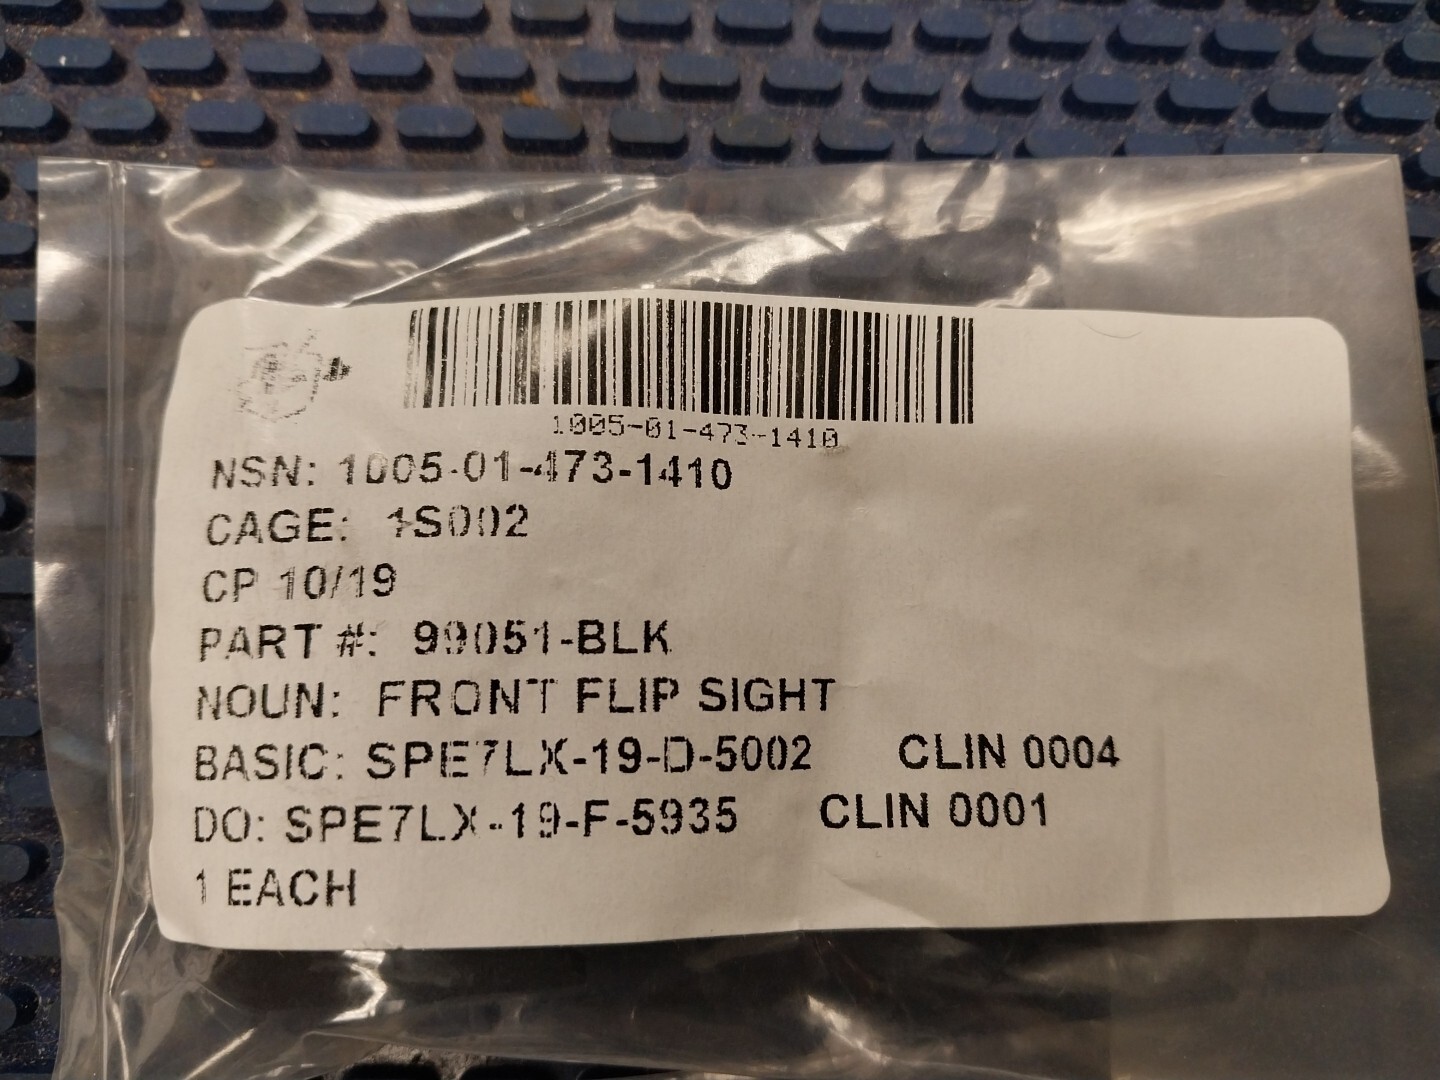 1005-01-473-1410
NSN: 1005-01-473-1410
CAGE: 1S002
CP 10/19
PART #: 99051-BLK
NOUN: FRONT FLIP SIGHT
BASIC: SPE7LX-19-D-5002 CLIN 0004
DO: SPE7LX-19-F-5935 CLIN 0001
1 EACH